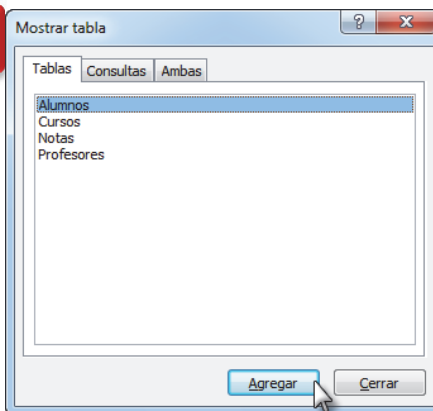 Mostrar tabla
Tablas Consultas Ambas
Alumnos
Cursos
Notas
Profesores
Agregar Cerrar